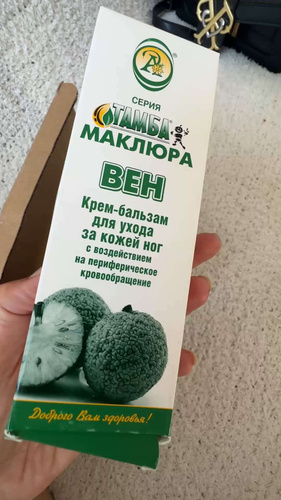 СЕРИЯ
ТАМБА®
МАКЛЮРА
ВЕН
Крем-бальзам
для ухода
за кожей ног
с воздействием
на периферическое
кровообращение
Доброго Вам здоровья!